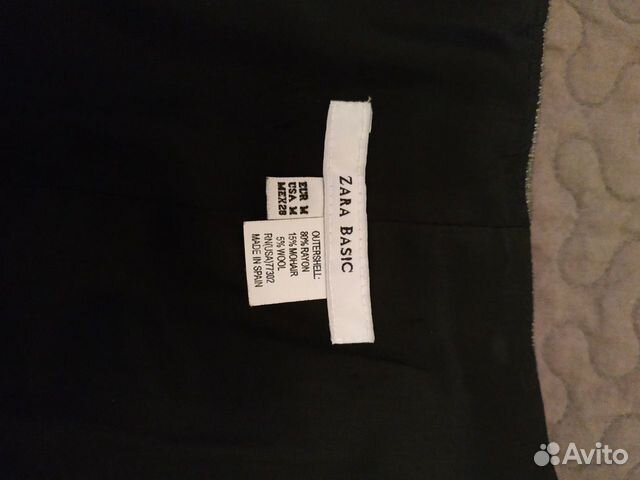 ZARA BASIC
EUR M
USA M
MEX 28
OUTERSHELL:
80% RAYON
15% MOHAIR
5% WOOL
RN(USA)77302
MADE IN SPAIN
Avito